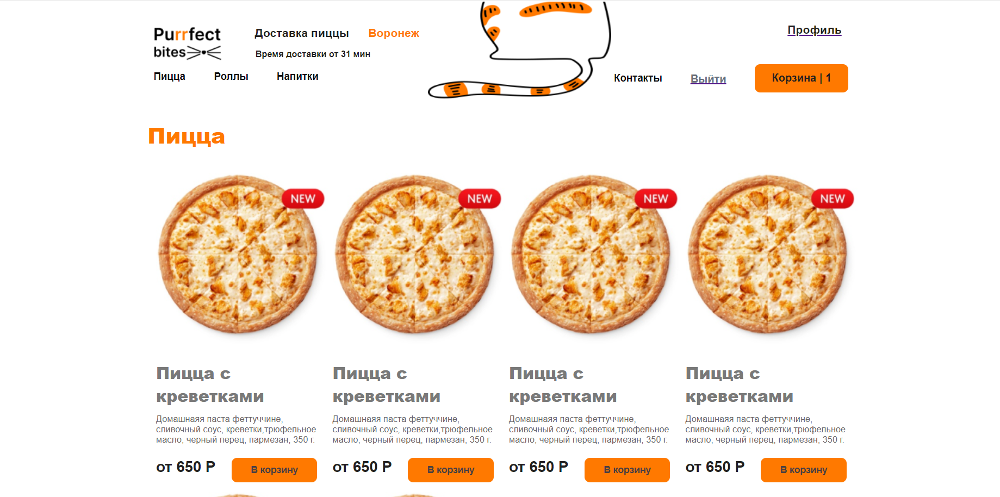 Purrfect
bites
Доставка пиццы Воронеж
Время доставки от 31 мин
Профиль
Пицца Роллы Напитки
Контакты Выйти Корзина | 1
Пицца
NEW NEW NEW NEW
Пицца с
креветками
Домашнаяя паста феттуччине,
сливочный соус, креветки,трюфельное
масло, черный перец, пармезан, 350 г.
от 650 Р В корзину
Пицца с
креветками
Домашнаяя паста феттуччине,
сливочный соус, креветки,трюфельное
масло, черный перец, пармезан, 350 г.
от 650 Р В корзину
Пицца с
креветками
Домашнаяя паста феттуччине,
сливочный соус, креветки,трюфельное
масло, черный перец, пармезан, 350 г.
от 650 Р В корзину
Пицца с
креветками
Домашнаяя паста феттуччине,
сливочный соус, креветки,трюфельное
масло, черный перец, пармезан, 350 г.
от 650 Р В корзину